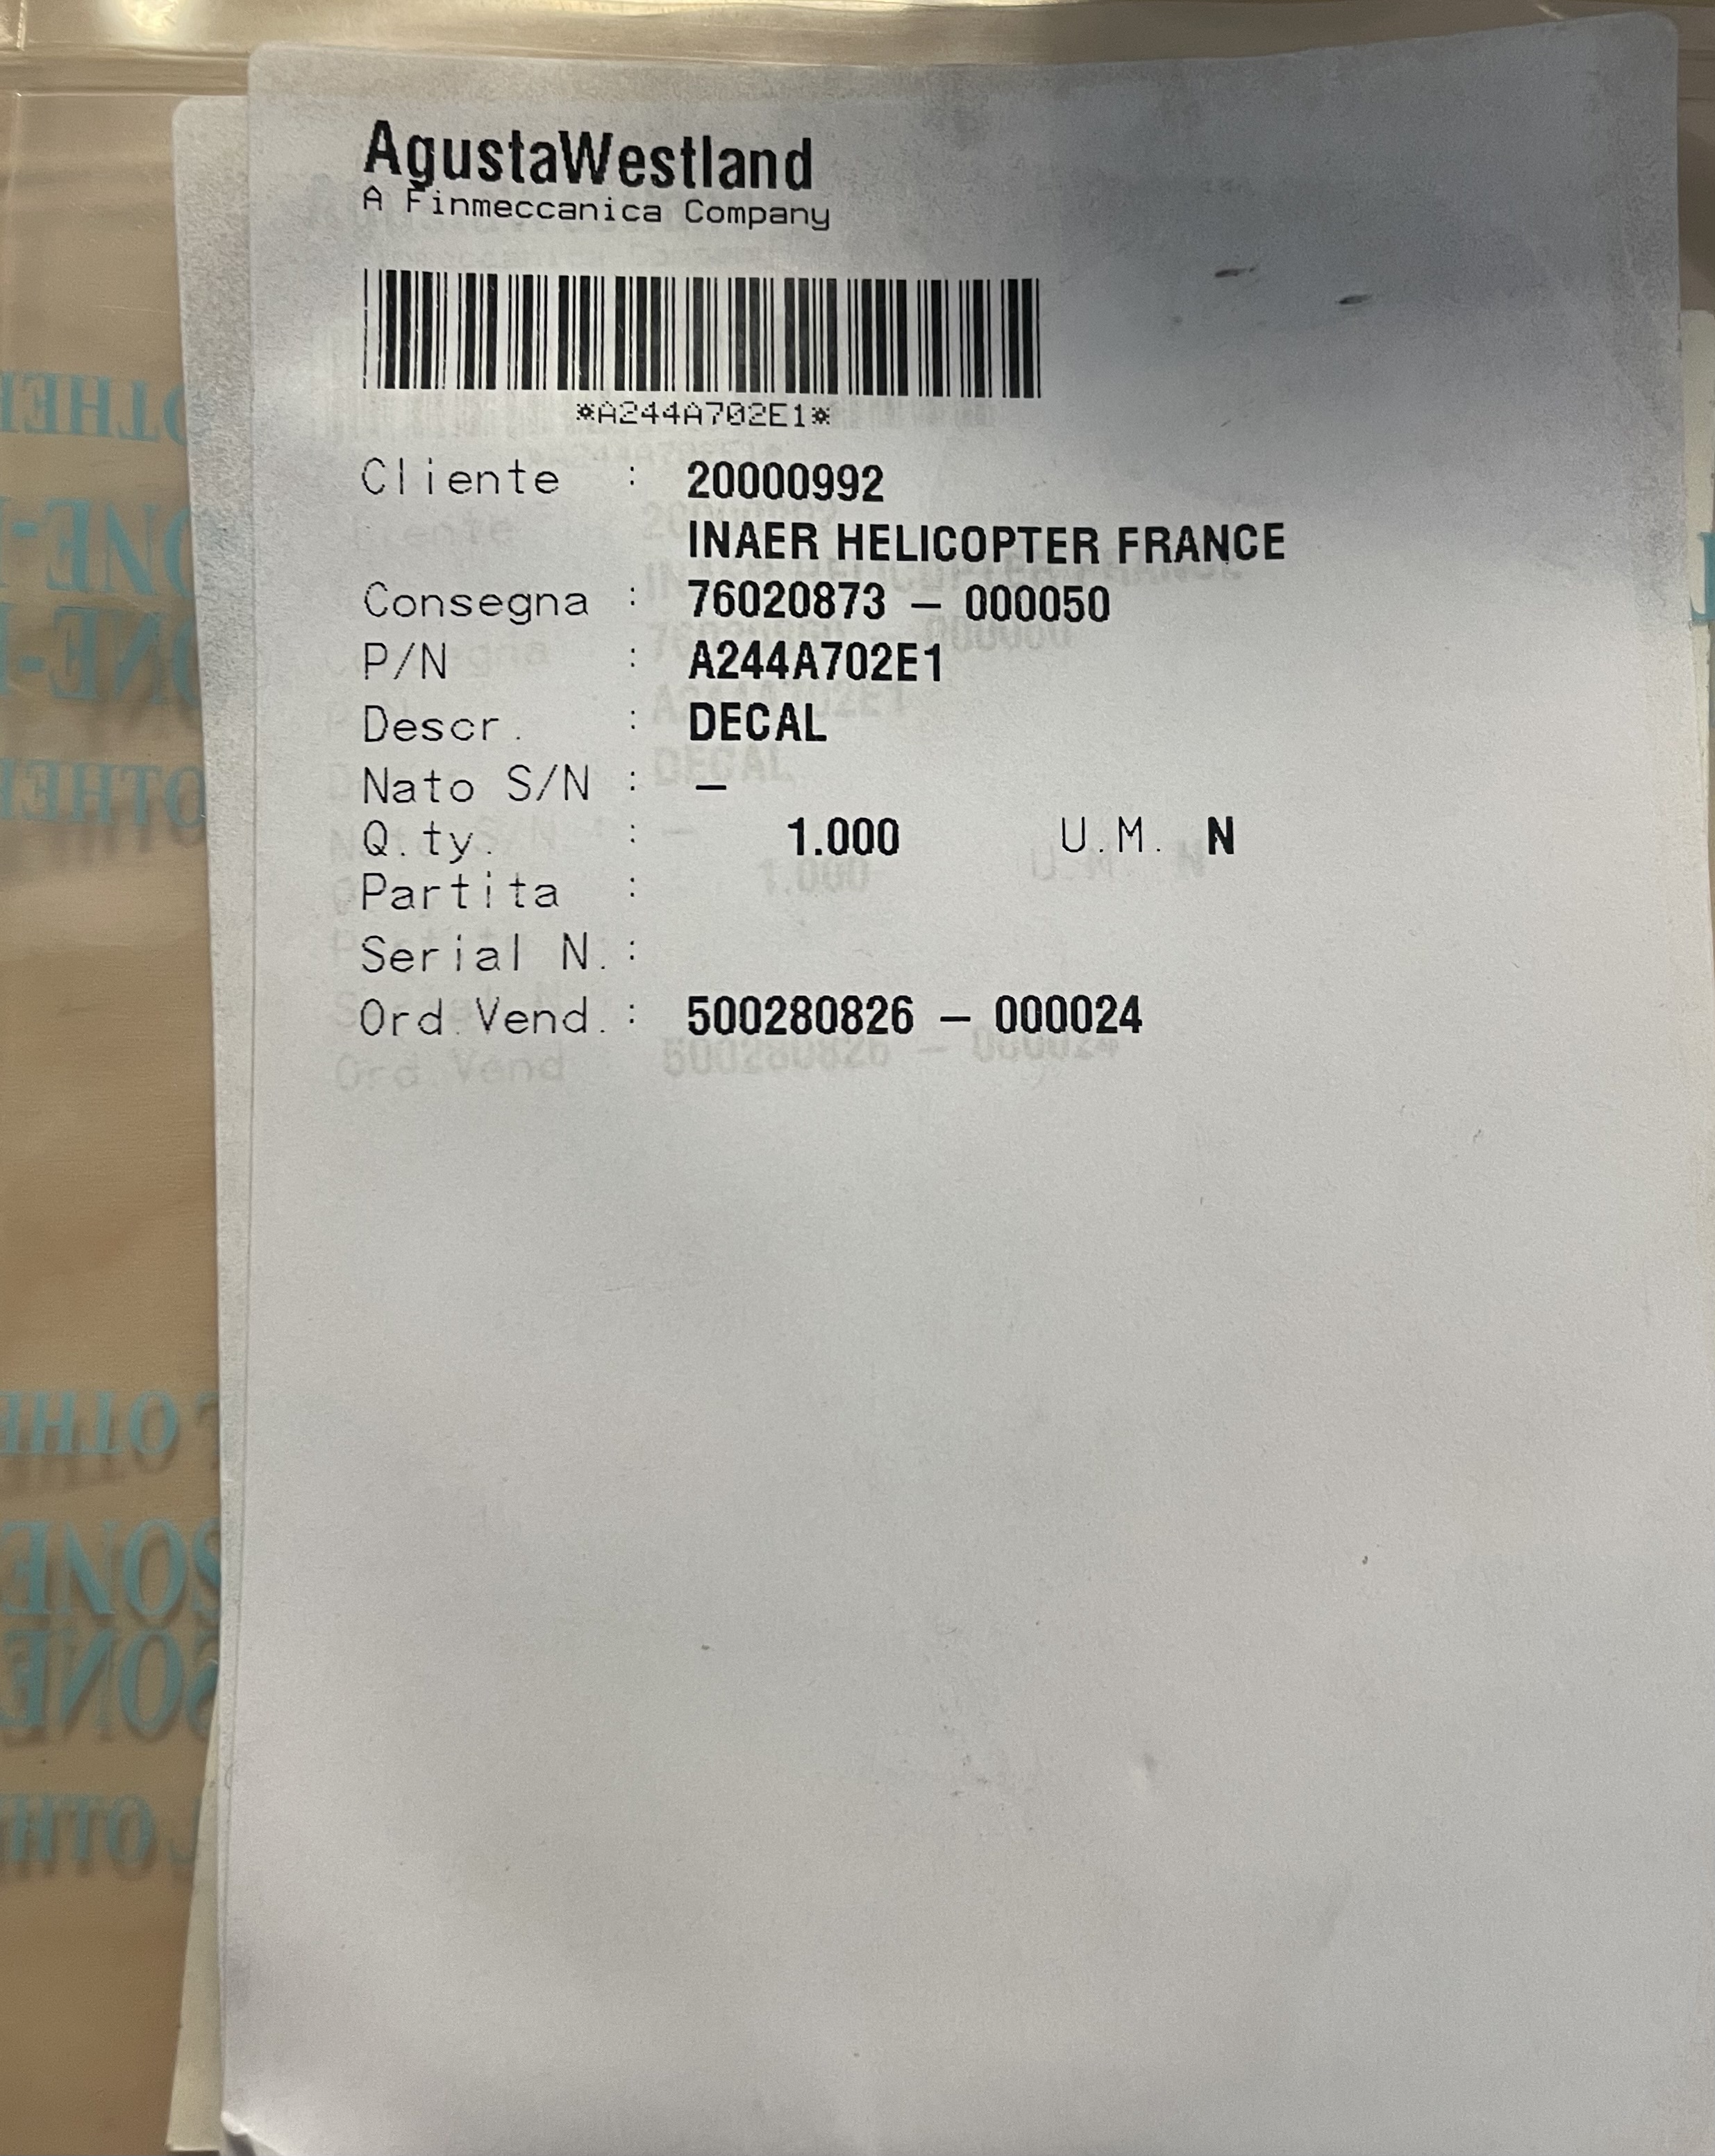 AgustaWestland
A Finmeccanica Company
*A244A702E1*
Cliente : 20000992
INAER HELICOPTER FRANCE
Consegna : 76020873 – 000050
P/N : A244A702E1
Descr. : DECAL
Nato S/N : –
Q.ty. : 1.000 U.M. N
Partita :
Serial N. :
Ord.Vend. : 500280826 – 000024